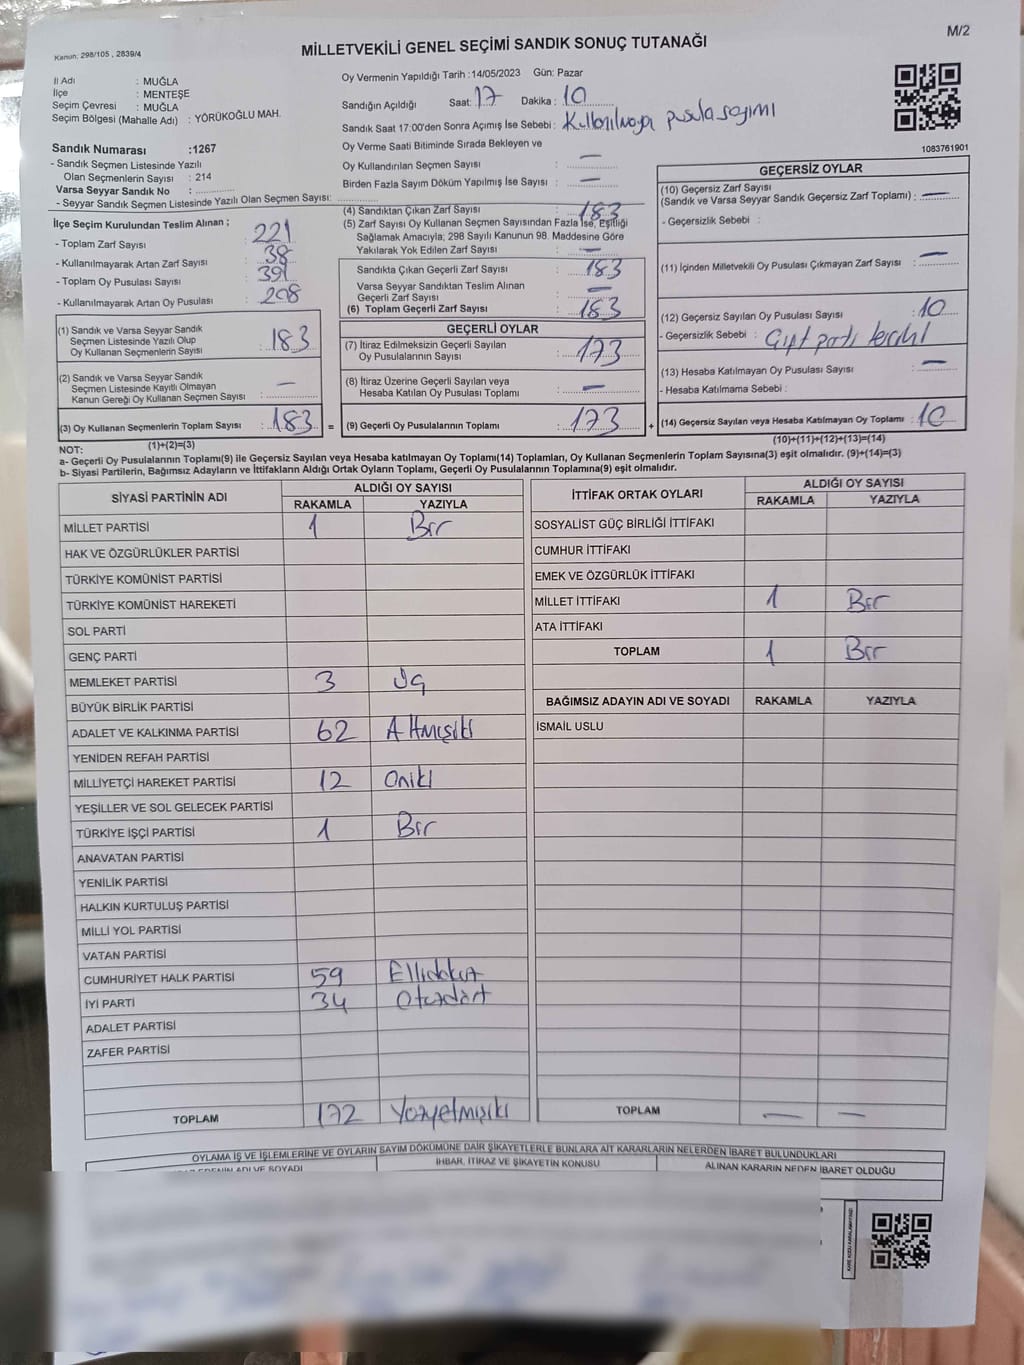 Kanun: 298/105 , 2839/4
MİLLETVEKİLİ GENEL SEÇİMİ SANDIK SONUÇ TUTANAĞI
M/2
İl Adı : MUĞLA
İlçe : MENTEŞE
Seçim Çevresi : MUĞLA
Seçim Bölgesi (Mahalle Adı) : YÖRÜKOĞLU MAH.
Oy Vermenin Yapıldığı Tarih :14/05/2023 Gün: Pazar
Sandığın Açıldığı Saat: 17 Dakika : 10
Sandık Saat 17:00'den Sonra Açımış İse Sebebi : Kullanılmaya pusula sayımı
Oy Verme Saati Bitiminde Sırada Bekleyen ve
Oy Kullandırılan Seçmen Sayısı : —
Birden Fazla Sayım Döküm Yapılmış İse Sayısı : —
1083761901
Sandık Numarası :1267
- Sandık Seçmen Listesinde Yazılı
Olan Seçmenlerin Sayısı : 214
Varsa Seyyar Sandık No :
- Seyyar Sandık Seçmen Listesinde Yazılı Olan Seçmen Sayısı:
İlçe Seçim Kurulundan Teslim Alınan ;
- Toplam Zarf Sayısı 221
- Kullanılmayarak Artan Zarf Sayısı 38
- Toplam Oy Pusulası Sayısı 391
- Kullanılmayarak Artan Oy Pusulası 208
(1) Sandık ve Varsa Seyyar Sandık
Seçmen Listesinde Yazılı Olup
Oy Kullanan Seçmenlerin Sayısı : 183
(2) Sandık ve Varsa Seyyar Sandık
Seçmen Listesinde Kayıtlı Olmayan
Kanun Gereği Oy Kullanan Seçmen Sayısı : —
(3) Oy Kullanan Seçmenlerin Toplam Sayısı : 183 =
(4) Sandıktan Çıkan Zarf Sayısı : 183
(5) Zarf Sayısı Oy Kullanan Seçmen Sayısından Fazla İse, Eşitliği
Sağlamak Amacıyla; 298 Sayılı Kanunun 98. Maddesine Göre
Yakılarak Yok Edilen Zarf Sayısı : —
Sandıkta Çıkan Geçerli Zarf Sayısı : 183
Varsa Seyyar Sandıktan Teslim Alınan
Geçerli Zarf Sayısı : —
(6) Toplam Geçerli Zarf Sayısı : 183
GEÇERLİ OYLAR
(7) İtiraz Edilmeksizin Geçerli Sayılan
Oy Pusulalarının Sayısı : 173
(8) İtiraz Üzerine Geçerli Sayılan veya
Hesaba Katılan Oy Pusulası Toplamı : —
(9) Geçerli Oy Pusulalarının Toplamı : 173 +
GEÇERSİZ OYLAR
(10) Geçersiz Zarf Sayısı
(Sandık ve Varsa Seyyar Sandık Geçersiz Zarf Toplamı) : —
- Geçersizlik Sebebi :
(11) İçinden Milletvekili Oy Pusulası Çıkmayan Zarf Sayısı : —
(12) Geçersiz Sayılan Oy Pusulası Sayısı : 10
- Geçersizlik Sebebi : Çift parti tercihi
(13) Hesaba Katılmayan Oy Pusulası Sayısı : —
- Hesaba Katılmama Sebebi :
(14) Geçersiz Sayılan veya Hesaba Katılmayan Oy Toplamı : 10
NOT: (1)+(2)=(3)
(10)+(11)+(12)+(13)=(14)
a- Geçerli Oy Pusulalarının Toplamı(9) ile Geçersiz Sayılan veya Hesaba katılmayan Oy Toplamı(14) Toplamları, Oy Kullanan Seçmenlerin Toplam Sayısına(3) eşit olmalıdır. (9)+(14)=(3)
b- Siyasi Partilerin, Bağımsız Adayların ve İttifakların Aldığı Ortak Oyların Toplamı, Geçerli Oy Pusulalarının Toplamına(9) eşit olmalıdır.
SİYASİ PARTİNİN ADI ALDIĞI OY SAYISI
RAKAMLA YAZIYLA
MİLLET PARTİSİ 1 Bir
HAK VE ÖZGÜRLÜKLER PARTİSİ
TÜRKİYE KOMÜNİST PARTİSİ
TÜRKİYE KOMÜNİST HAREKETİ
SOL PARTİ
GENÇ PARTİ
MEMLEKET PARTİSİ 3 Üç
BÜYÜK BİRLİK PARTİSİ
ADALET VE KALKINMA PARTİSİ 62 Altmışiki
YENİDEN REFAH PARTİSİ
MİLLİYETÇİ HAREKET PARTİSİ 12 Oniki
YEŞİLLER VE SOL GELECEK PARTİSİ
TÜRKİYE İŞÇİ PARTİSİ 1 Bir
ANAVATAN PARTİSİ
YENİLİK PARTİSİ
HALKIN KURTULUŞ PARTİSİ
MİLLİ YOL PARTİSİ
VATAN PARTİSİ
CUMHURİYET HALK PARTİSİ 59 Ellidokuz
İYİ PARTİ 34 Otuzdört
ADALET PARTİSİ
ZAFER PARTİSİ
TOPLAM 172 Yüzyetmişiki
İTTİFAK ORTAK OYLARI ALDIĞI OY SAYISI
RAKAMLA YAZIYLA
SOSYALİST GÜÇ BİRLİĞİ İTTİFAKI
CUMHUR İTTİFAKI
EMEK VE ÖZGÜRLÜK İTTİFAKI
MİLLET İTTİFAKI 1 Bir
ATA İTTİFAKI
TOPLAM 1 Bir
BAĞIMSIZ ADAYIN ADI VE SOYADI RAKAMLA YAZIYLA
İSMAİL USLU
TOPLAM — —
OYLAMA İŞ VE İŞLEMLERİNE VE OYLARIN SAYIM DÖKÜMÜNE DAİR ŞİKAYETLERLE BUNLARA AİT KARARLARIN NELERDEN İBARET BULUNDUKLARI
EDENİN ADI VE SOYADI İHBAR, İTİRAZ VE ŞİKAYETİN KONUSU ALINAN KARARIN NEDEN İBARET OLDUĞU